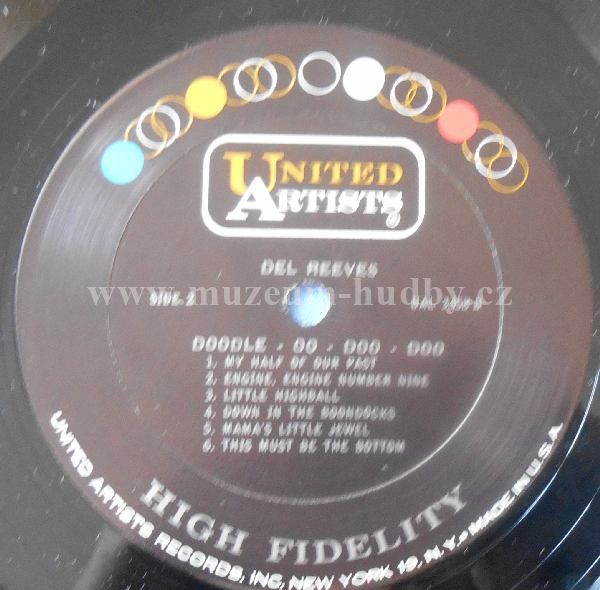 UNITED
ARTISTS
DEL REEVES
www.muzeum-hudby.cz
SIDE-2
DOODLE - OO - DOO - DOO
1. MY HALF OF OUR PAST
2. ENGINE, ENGINE NUMBER NINE
3. LITTLE HIGHBALL
4. DOWN IN THE BOONDOCKS
5. MAMA'S LITTLE JEWEL
6. THIS MUST BE THE BOTTOM
HIGH FIDELITY
UNITED ARTISTS RECORDS, INC. NEW YORK 19, N.Y.-MADE IN U.S.A.